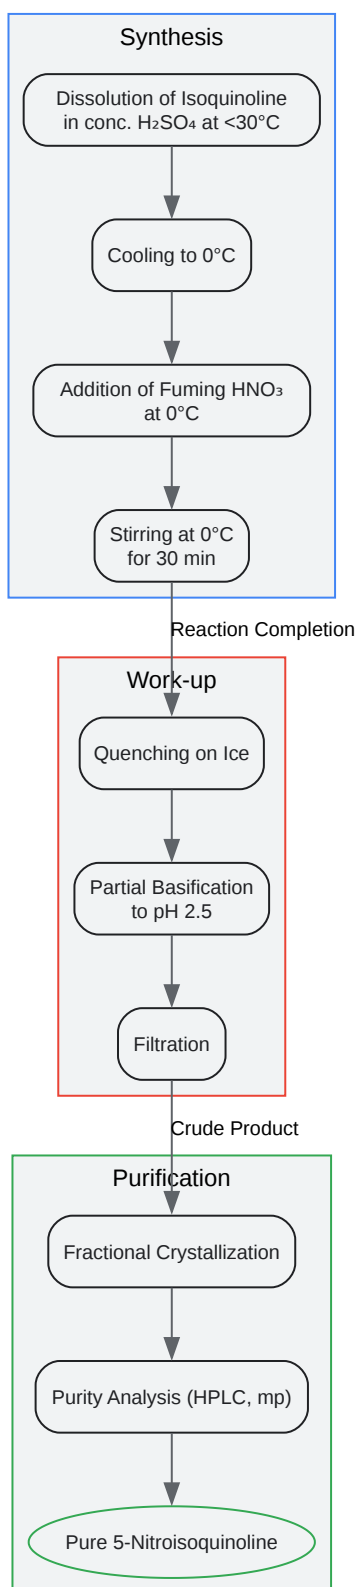 Synthesis
Dissolution of Isoquinoline
in conc. H₂SO₄ at <30°C
Cooling to 0°C
Addition of Fuming HNO₃
at 0°C
Stirring at 0°C
for 30 min
Reaction Completion
Work-up
Quenching on Ice
Partial Basification
to pH 2.5
Filtration
Crude Product
Purification
Fractional Crystallization
Purity Analysis (HPLC, mp)
Pure 5-Nitroisoquinoline